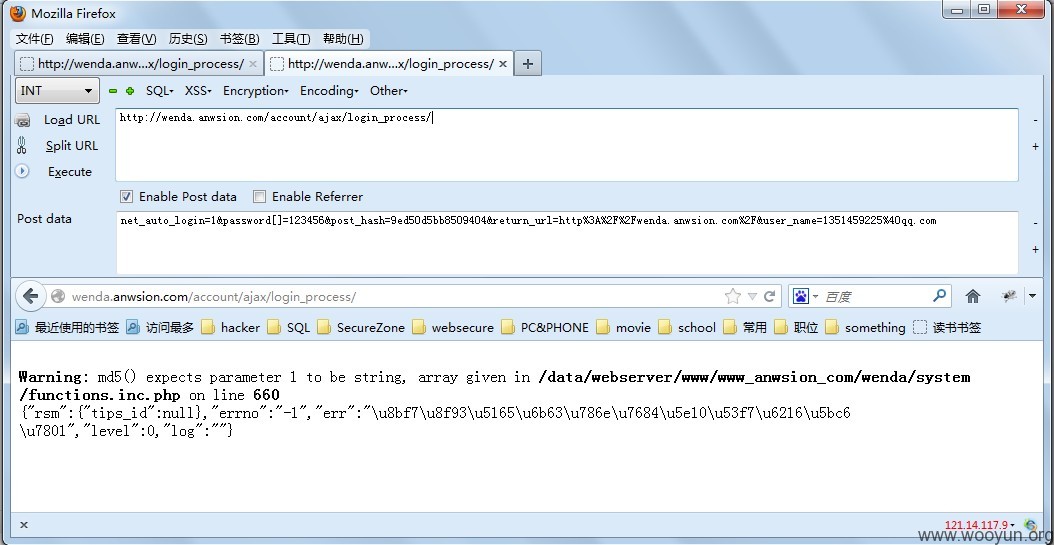 Mozilla Firefox
文件(F) 编辑(E) 查看(V) 历史(S) 书签(B) 工具(T) 帮助(H)
http://wenda.anw...x/login_process/ × http://wenda.anw...x/login_process/ × +
INT SQL XSS Encryption Encoding Other
Load URL http://wenda.anwsion.com/account/ajax/login_process/ -
Split URL +
Execute
Enable Post data Enable Referrer
Post data net_auto_login=1&password[]=123456&post_hash=9ed50d5bb8509404&return_url=http%3A%2F%2Fwenda.anwsion.com%2F&user_name=1351459225%40qq.com -
+
wenda.anwsion.com/account/ajax/login_process/ 百度
最近使用的书签 访问最多 hacker SQL SecureZone websecure PC&PHONE movie school 常用 职位 something 读书书签
Warning: md5() expects parameter 1 to be string, array given in /data/webserver/www/www_anwsion_com/wenda/system
/functions.inc.php on line 660
{"rsm":{"tips_id":null},"errno":"-1","err":"\u8bf7\u8f93\u5165\u6b63\u786e\u7684\u5e10\u53f7\u6216\u5bc6
\u7801","level":0,"log":""}
× 121.14.117.9
www.wooyun.org